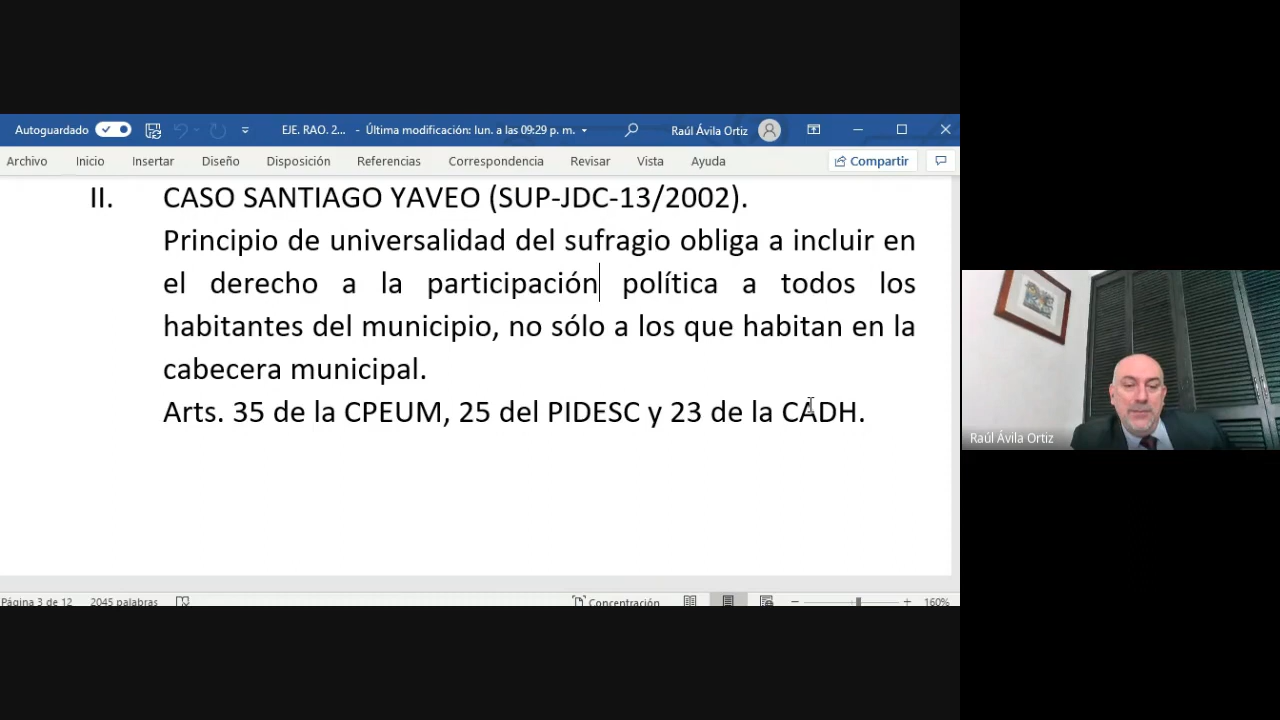 Autoguardado EJE. RAO. 2... - Última modificación: lun. a las 09:29 p. m. Raúl Ávila Ortiz
Archivo Inicio Insertar Diseño Disposición Referencias Correspondencia Revisar Vista Ayuda Compartir
II. CASO SANTIAGO YAVEO (SUP-JDC-13/2002).
Principio de universalidad del sufragio obliga a incluir en
el derecho a la participación política a todos los
habitantes del municipio, no sólo a los que habitan en la
cabecera municipal.
Arts. 35 de la CPEUM, 25 del PIDESC y 23 de la CADH.
Raúl Ávila Ortiz
Página 3 de 12 2045 palabras Concentración 160%